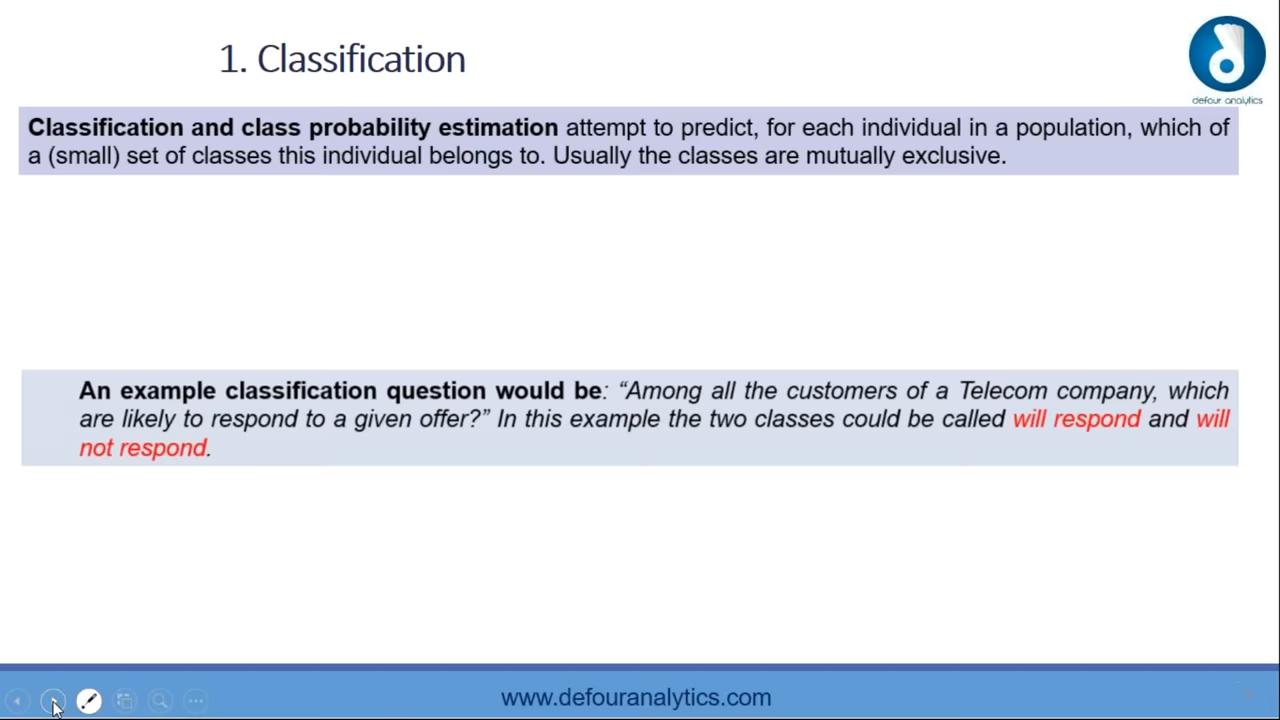 1. Classification
defour analytics
Classification and class probability estimation attempt to predict, for each individual in a population, which of
a (small) set of classes this individual belongs to. Usually the classes are mutually exclusive.
An example classification question would be: “Among all the customers of a Telecom company, which
are likely to respond to a given offer?” In this example the two classes could be called will respond and will
not respond.
www.defouranalytics.com